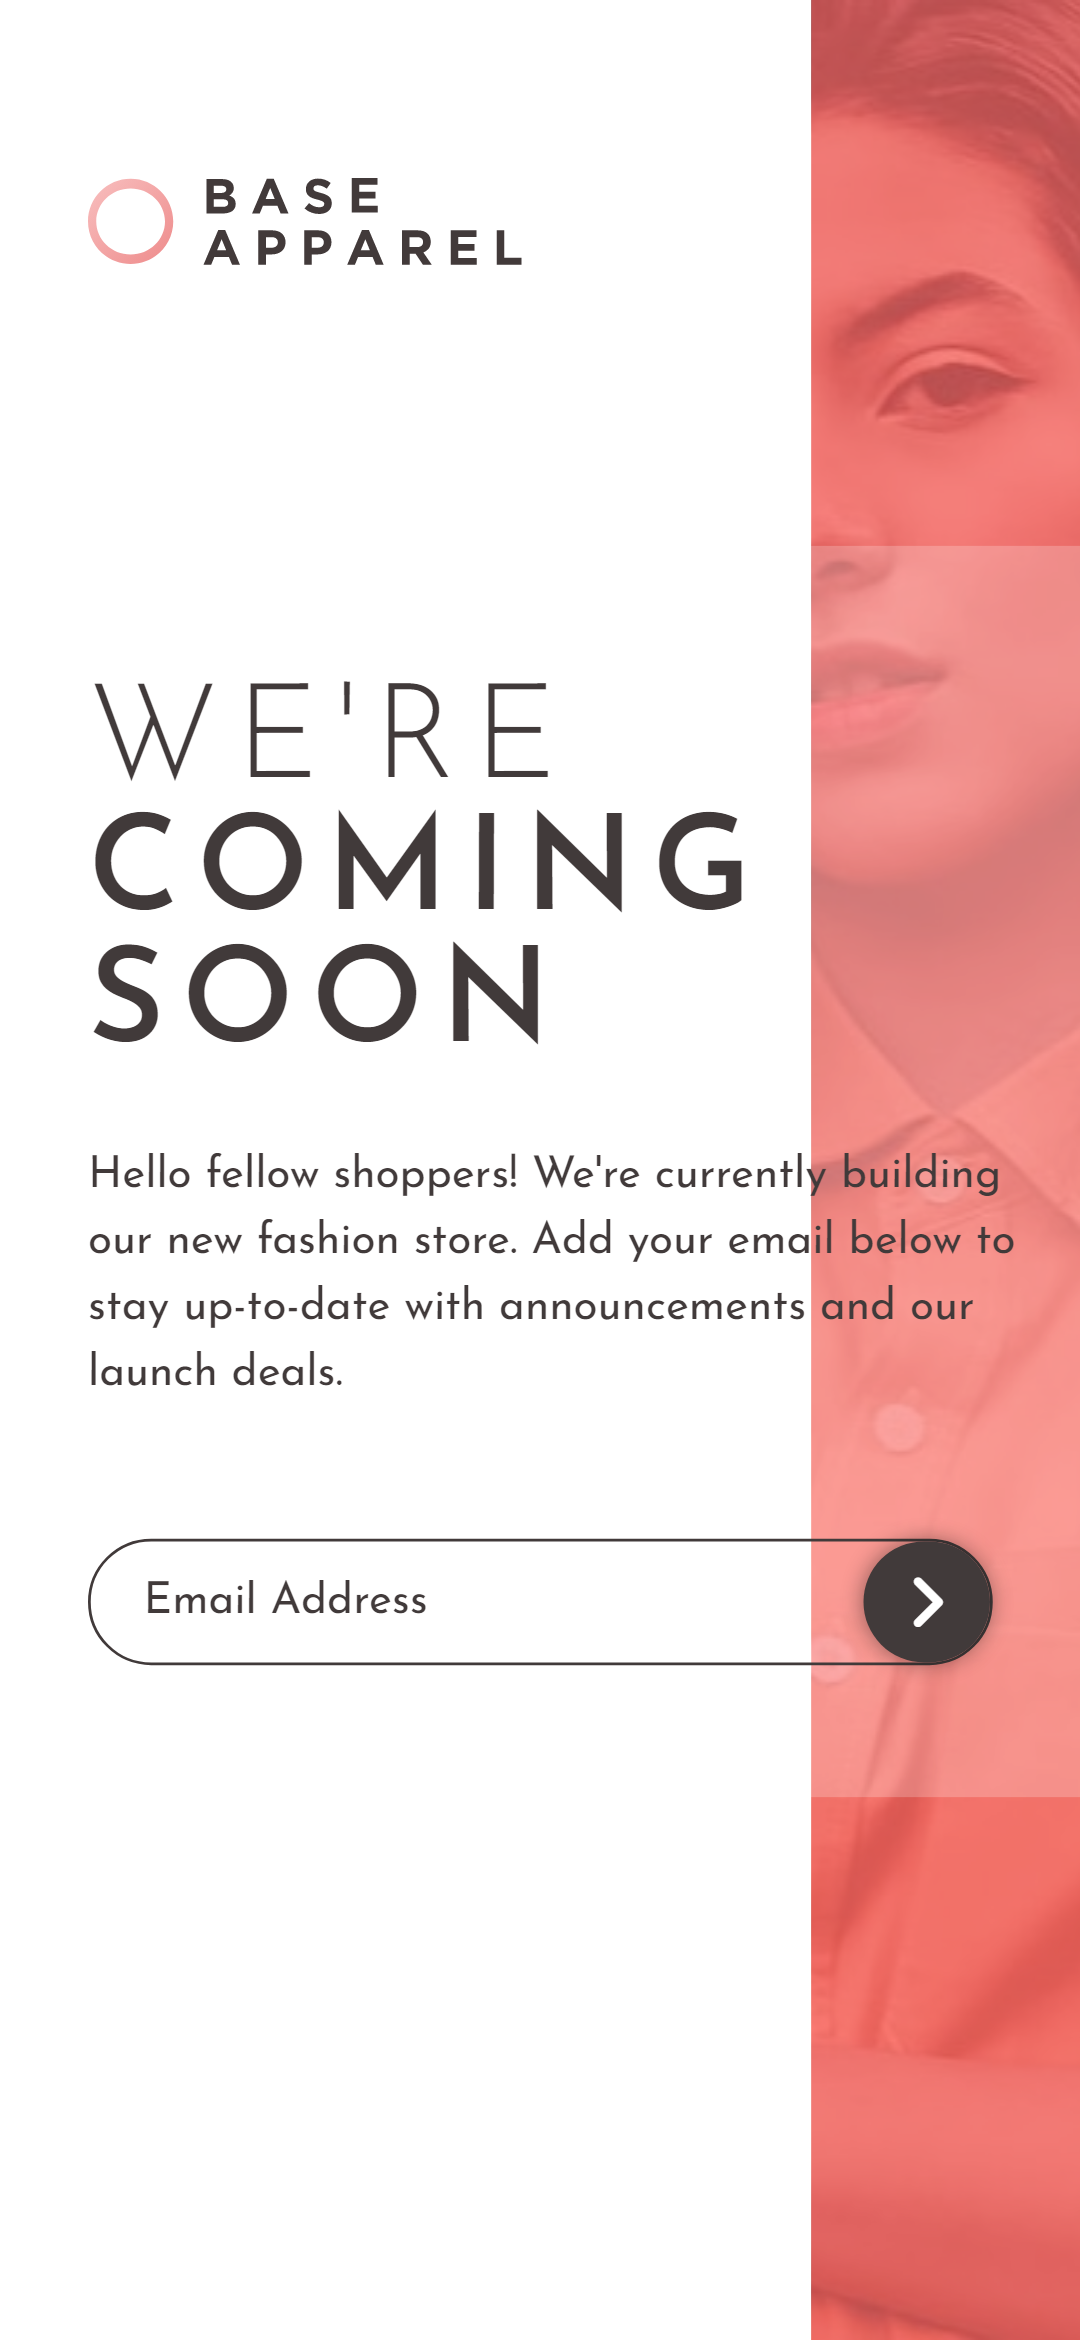 BASE
APPAREL
WE'RE
COMING
SOON
Hello fellow shoppers! We're currently building
our new fashion store. Add your email below to
stay up-to-date with announcements and our
launch deals.
Email Address